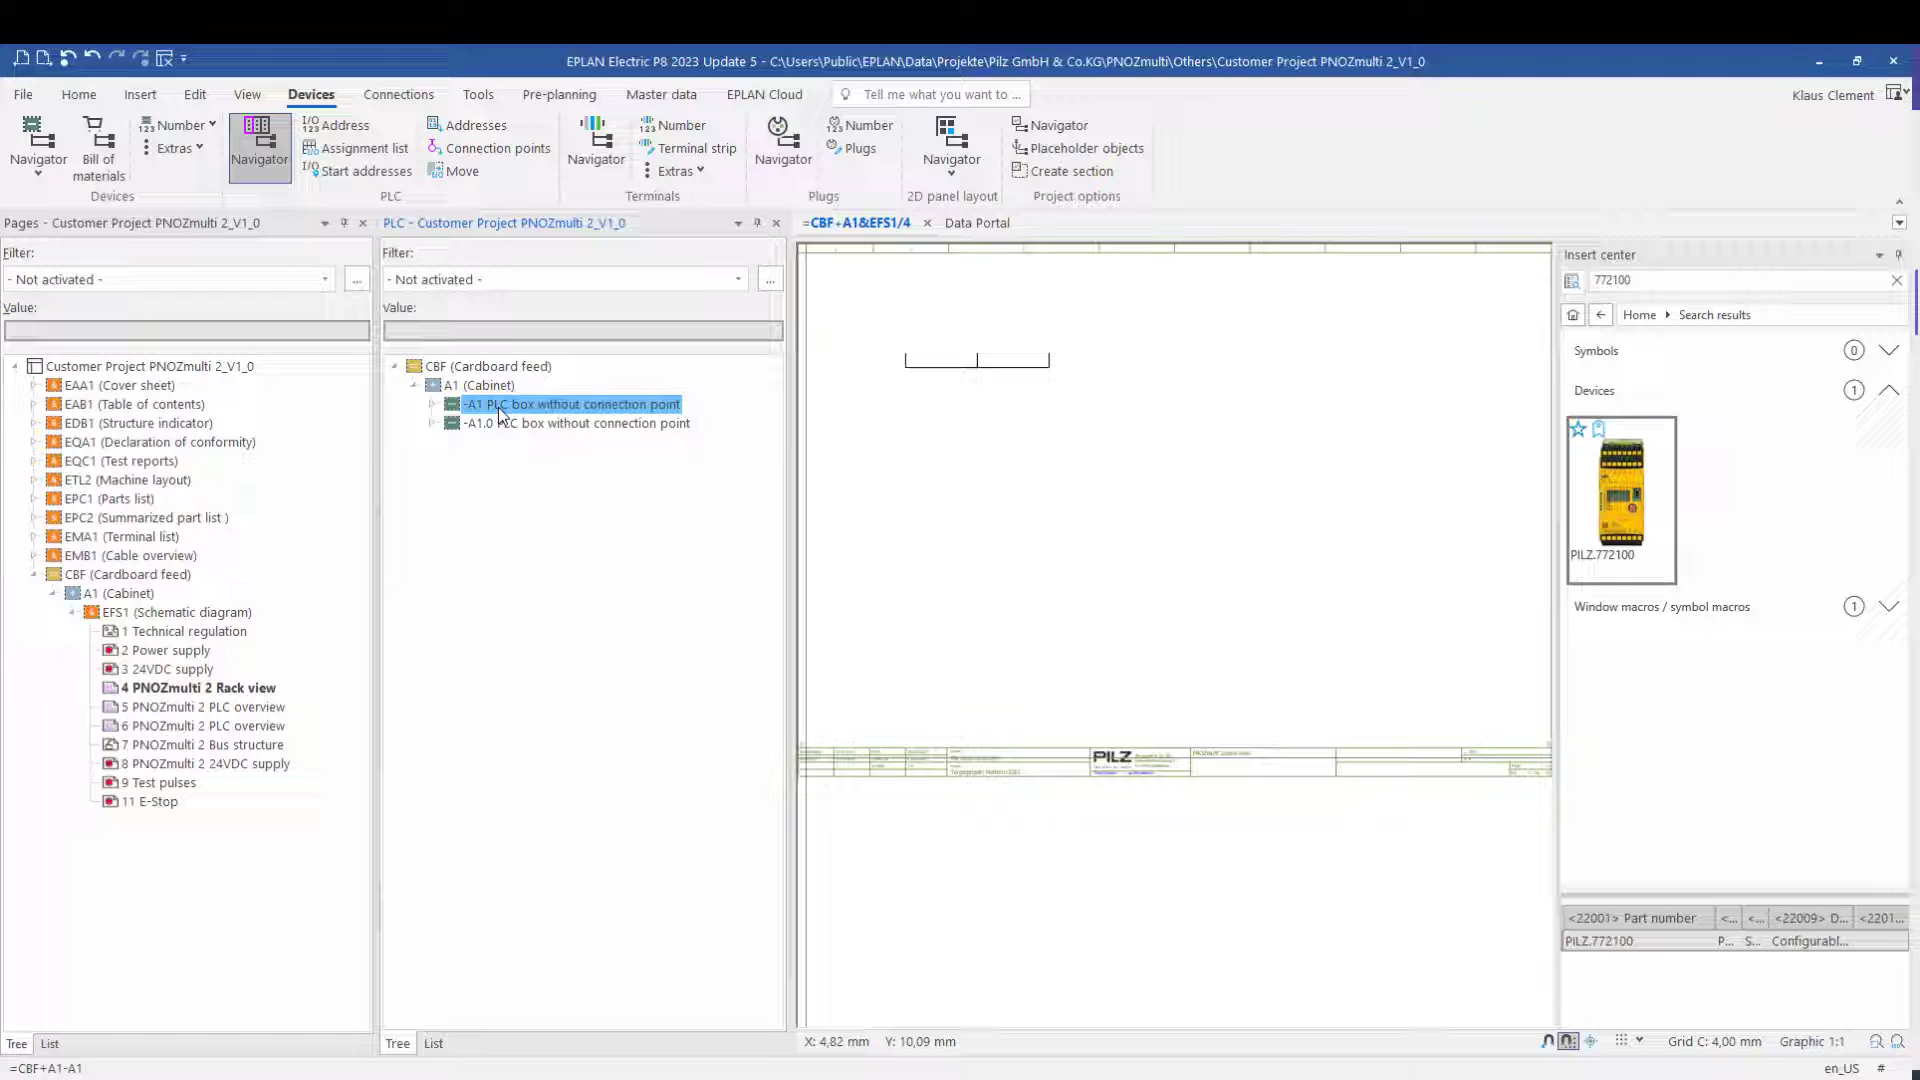 EPLAN Electric P8 2023 Update 5 - C:\Users\Public\EPLAN\Data\Projekte\Pilz GmbH & Co.KG\PNOZmulti\Others\Customer Project PNOZmulti 2_V1_0
File Home Insert Edit View Devices Connections Tools Pre-planning Master data EPLAN Cloud Tell me what you want to ... Klaus Clement
Navigator Bill of materials Number Extras
Devices
Navigator Address Assignment list Start addresses Addresses Connection points Move
PLC
Navigator Number Terminal strip Extras
Terminals
Navigator Number Plugs
Plugs
Navigator
2D panel layout
Navigator Placeholder objects Create section
Project options
Pages - Customer Project PNOZmulti 2_V1_0
Filter:
- Not activated -
...
Value:
Customer Project PNOZmulti 2_V1_0
EAA1 (Cover sheet)
EAB1 (Table of contents)
EDB1 (Structure indicator)
EQA1 (Declaration of conformity)
EQC1 (Test reports)
ETL2 (Machine layout)
EPC1 (Parts list)
EPC2 (Summarized part list )
EMA1 (Terminal list)
EMB1 (Cable overview)
CBF (Cardboard feed)
A1 (Cabinet)
EFS1 (Schematic diagram)
1 Technical regulation
2 Power supply
3 24VDC supply
4 PNOZmulti 2 Rack view
5 PNOZmulti 2 PLC overview
6 PNOZmulti 2 PLC overview
7 PNOZmulti 2 Bus structure
8 PNOZmulti 2 24VDC supply
9 Test pulses
11 E-Stop
Tree List
PLC - Customer Project PNOZmulti 2_V1_0
Filter:
- Not activated -
...
Value:
CBF (Cardboard feed)
A1 (Cabinet)
-A1 PLC box without connection point
-A1.0 PLC box without connection point
Tree List
=CBF+A1&EFS1/4 Data Portal
PILZ
Insert center
772100
Home Search results
Symbols 0
Devices 1
PILZ.772100
Window macros / symbol macros 1
<22001> Part number <... <... <22009> D... <2201...
PILZ.772100 P... S... Configurabl...
X: 4,82 mm Y: 10,09 mm
Grid C: 4,00 mm Graphic 1:1
=CBF+A1-A1
en_US #